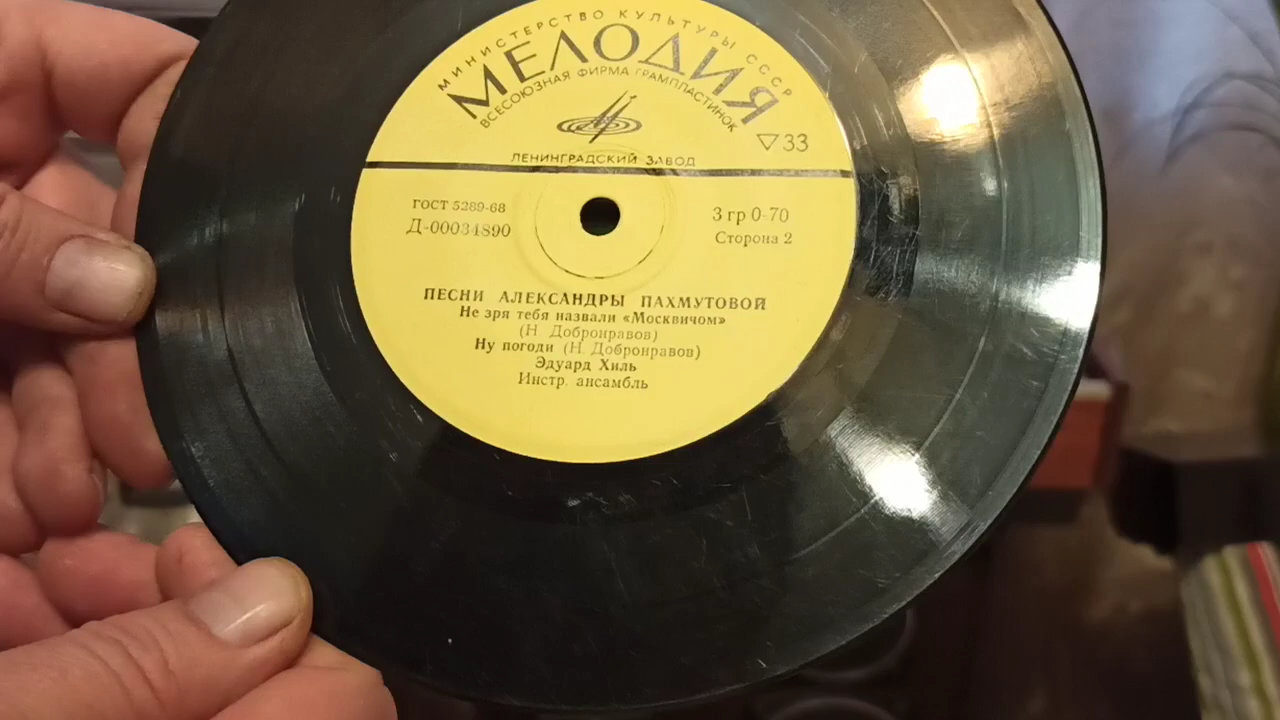 МИНИСТЕРСТВО КУЛЬТУРЫ СССР
МЕЛОДИЯ
ВСЕСОЮЗНАЯ ФИРМА ГРАМПЛАСТИНОК
▽33
ЛЕНИНГРАДСКИЙ ЗАВОД
ГОСТ 5289-68
Д-00034890
3 гр 0-70
Сторона 2
ПЕСНИ АЛЕКСАНДРЫ ПАХМУТОВОЙ
Не зря тебя назвали «Москвичом»
(Н. Добронравов)
Ну погоди (Н. Добронравов)
Эдуард Хиль
Инстр. ансамбль